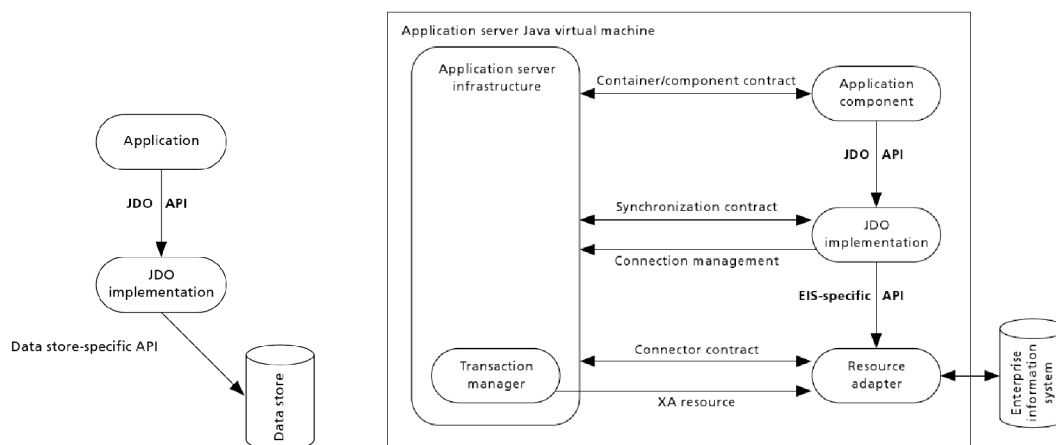 Application
JDO API
JDO
implementation
Data store-specific API
Data store
Application server Java virtual machine
Application server
infrastructure
Container/component contract
Application
component
JDO API
Synchronization contract
JDO
implementation
Connection management
EIS-specific API
Connector contract
Transaction
manager
Resource
adapter
XA resource
Enterprise
information
system